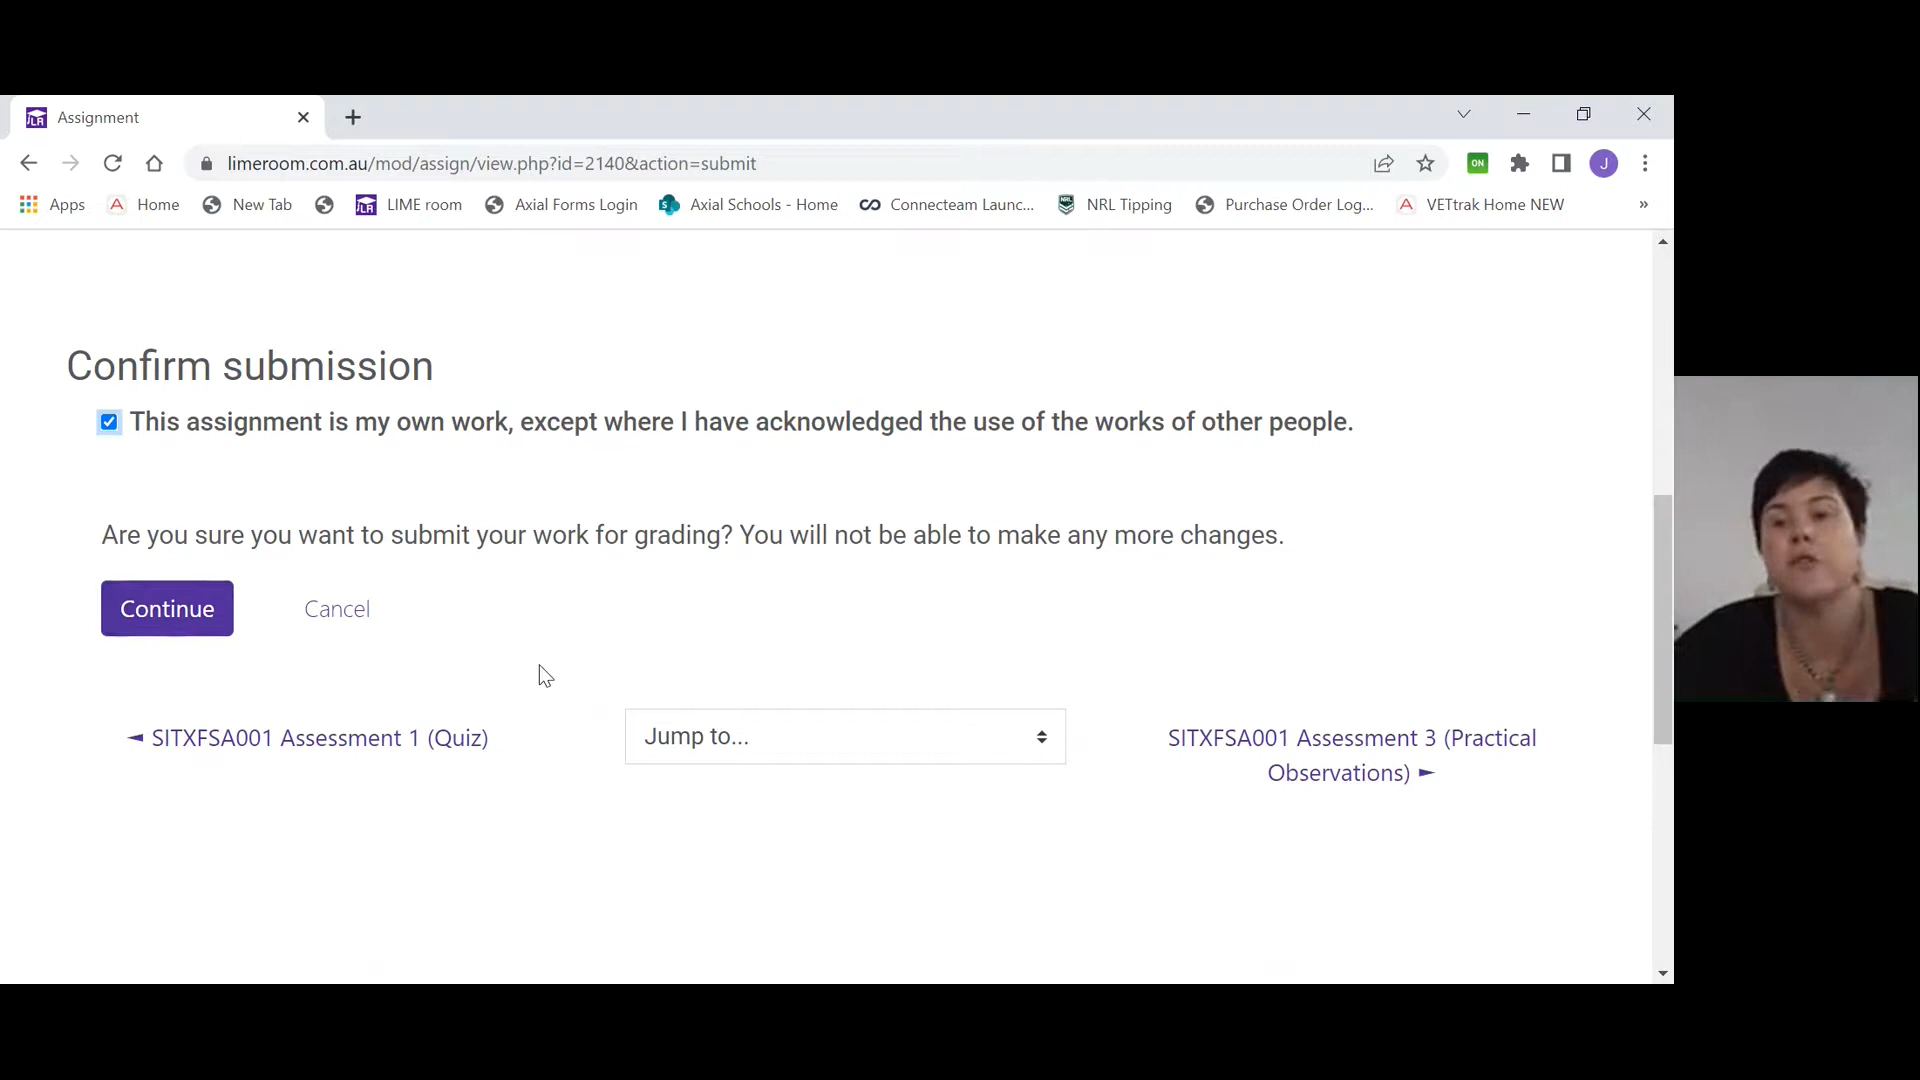 Assignment
limeroom.com.au/mod/assign/view.php?id=2140&action=submit
ON
J
Apps
Home
New Tab
LIME room
Axial Forms Login
Axial Schools - Home
Connecteam Launc...
NRL Tipping
Purchase Order Log...
VETtrak Home NEW
»
Confirm submission
This assignment is my own work, except where I have acknowledged the use of the works of other people.
Are you sure you want to submit your work for grading? You will not be able to make any more changes.
Continue
Cancel
◄ SITXFSA001 Assessment 1 (Quiz)
Jump to...
SITXFSA001 Assessment 3 (Practical
Observations) ►